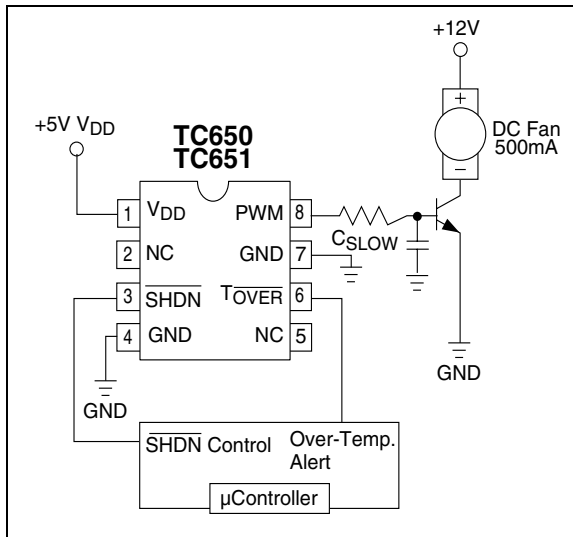 +12V
+
DC Fan
500mA
−
+5V VDD
TC650
TC651
1 VDD
PWM 8
2 NC
GND 7
3 SHDN
TOVER 6
4 GND
NC 5
CSLOW
GND
GND
SHDN Control
Over-Temp.
Alert
µController